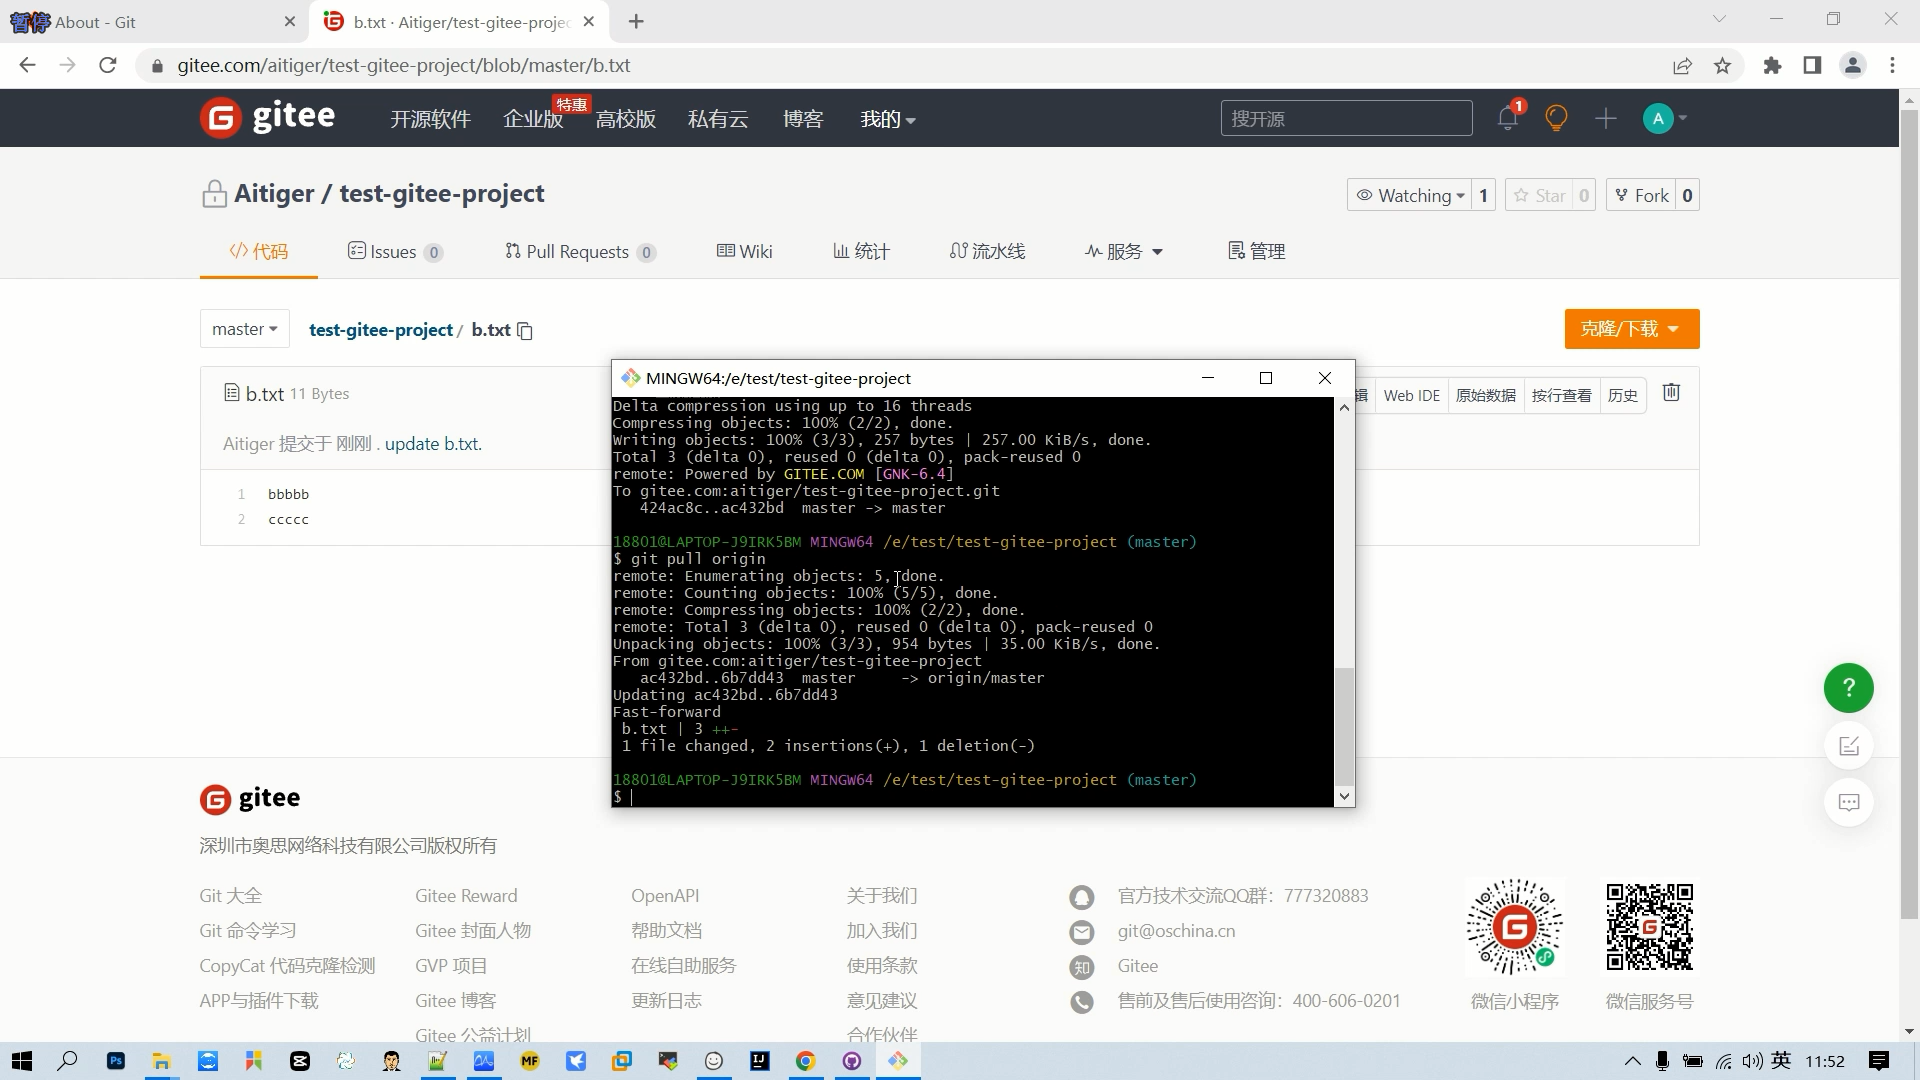 暂停
About - Git
b.txt · Aitiger/test-gitee-projec
gitee.com/aitiger/test-gitee-project/blob/master/b.txt
gitee
开源软件
企业版
特惠
高校版
私有云
博客
我的
搜开源
1
A
Aitiger / test-gitee-project
Watching 1
Star 0
Fork 0
代码
Issues 0
Pull Requests 0
Wiki
统计
流水线
服务
管理
master
test-gitee-project / b.txt
克隆/下载
b.txt 11 Bytes
Web IDE
原始数据
按行查看
历史
Aitiger 提交于 刚刚 . update b.txt.
1 bbbbb
2 ccccc
MINGW64:/e/test/test-gitee-project
Delta compression using up to 16 threads
Compressing objects: 100% (2/2), done.
Writing objects: 100% (3/3), 257 bytes | 257.00 KiB/s, done.
Total 3 (delta 0), reused 0 (delta 0), pack-reused 0
remote: Powered by GITEE.COM [GNK-6.4]
To gitee.com:aitiger/test-gitee-project.git
424ac8c..ac432bd master -> master
18801@LAPTOP-J9IRK5BM MINGW64 /e/test/test-gitee-project (master)
$ git pull origin
remote: Enumerating objects: 5, done.
remote: Counting objects: 100% (5/5), done.
remote: Compressing objects: 100% (2/2), done.
remote: Total 3 (delta 0), reused 0 (delta 0), pack-reused 0
Unpacking objects: 100% (3/3), 954 bytes | 35.00 KiB/s, done.
From gitee.com:aitiger/test-gitee-project
ac432bd..6b7dd43 master -> origin/master
Updating ac432bd..6b7dd43
Fast-forward
b.txt | 3 ++-
1 file changed, 2 insertions(+), 1 deletion(-)
18801@LAPTOP-J9IRK5BM MINGW64 /e/test/test-gitee-project (master)
$
?
gitee
深圳市奥思网络科技有限公司版权所有
Git 大全
Git 命令学习
CopyCat 代码克隆检测
APP与插件下载
Gitee Reward
Gitee 封面人物
GVP 项目
Gitee 博客
Gitee 公益计划
OpenAPI
帮助文档
在线自助服务
更新日志
关于我们
加入我们
使用条款
意见建议
合作伙伴
官方技术交流QQ群：777320883
git@oschina.cn
知 Gitee
售前及售后使用咨询：400-606-0201
微信小程序
微信服务号
Ps
MF
IJ
英
11:52